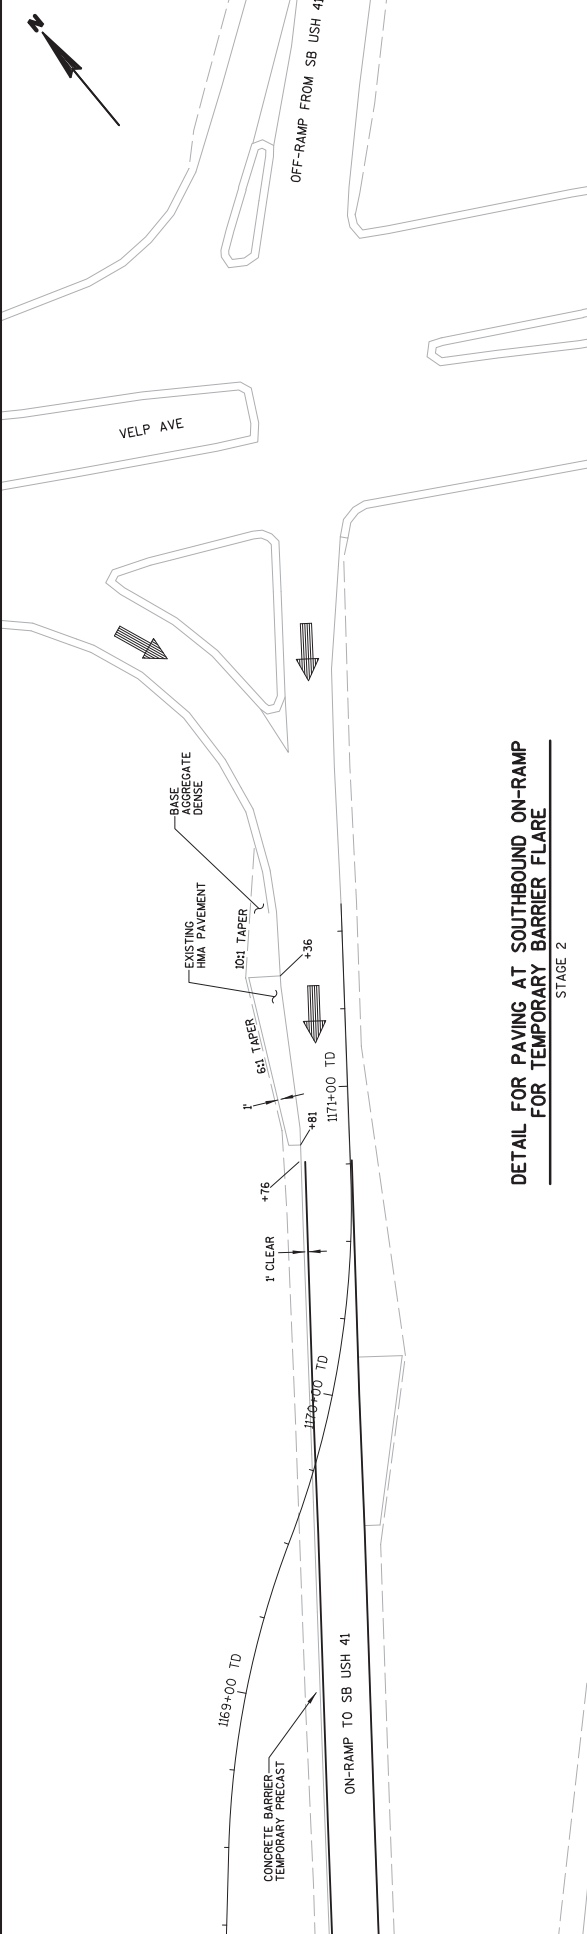 N
OFF-RAMP FROM SB USH 41
VELP AVE
BASE
AGGREGATE
DENSE
EXISTING
HMA PAVEMENT
10:1 TAPER
+36
6:1 TAPER
1'
+81
1171+00 TD
+76
1' CLEAR
1170+00 TD
1169+00 TD
CONCRETE BARRIER
TEMPORARY PRECAST
ON-RAMP TO SB USH 41
DETAIL FOR PAVING AT SOUTHBOUND ON-RAMP
FOR TEMPORARY BARRIER FLARE
STAGE 2